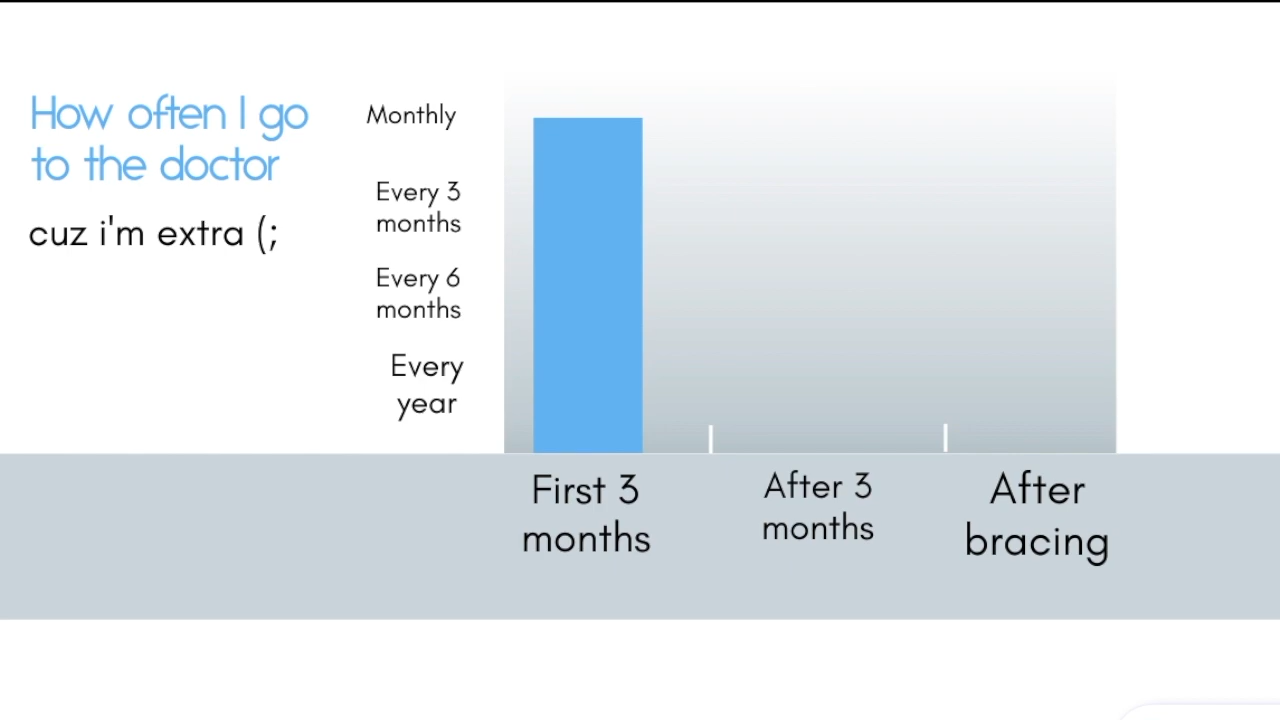 How often I go
to the doctor
cuz i'm extra (;
Monthly
Every 3
months
Every 6
months
Every
year
First 3
months
After 3
months
After
bracing